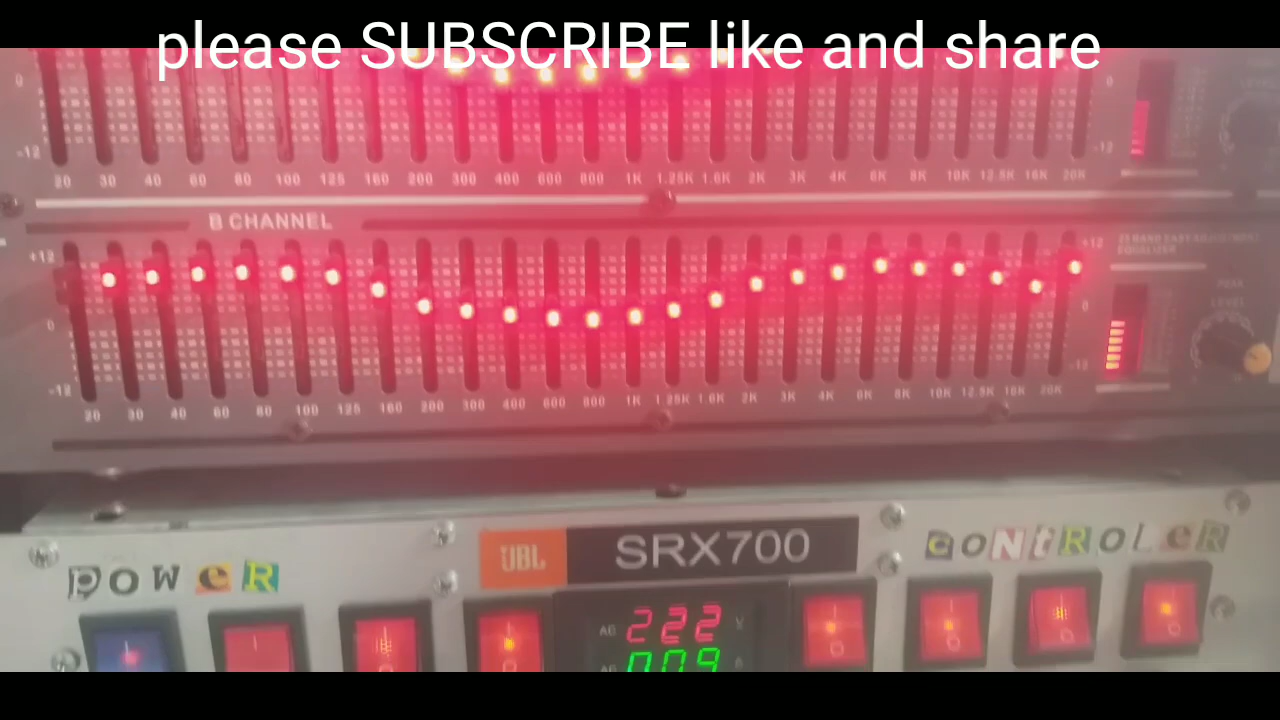 please SUBSCRIBE like and share
0 0
-12 -12
20 30 40 60 80 100 125 160 200 300 400 600 800 1K 1.25K 1.6K 2K 3K 4K 6K 8K 10K 12.5K 16K 20K
B CHANNEL
+12 +12
PEAK
LEVEL
0 0
-12 -12
20 30 40 60 80 100 125 160 200 300 400 600 800 1K 1.25K 1.6K 2K 3K 4K 6K 8K 10K 12.5K 16K 20K
POWER UBL SRX700 CoNtRoLeR
AC 222 V
AC 009